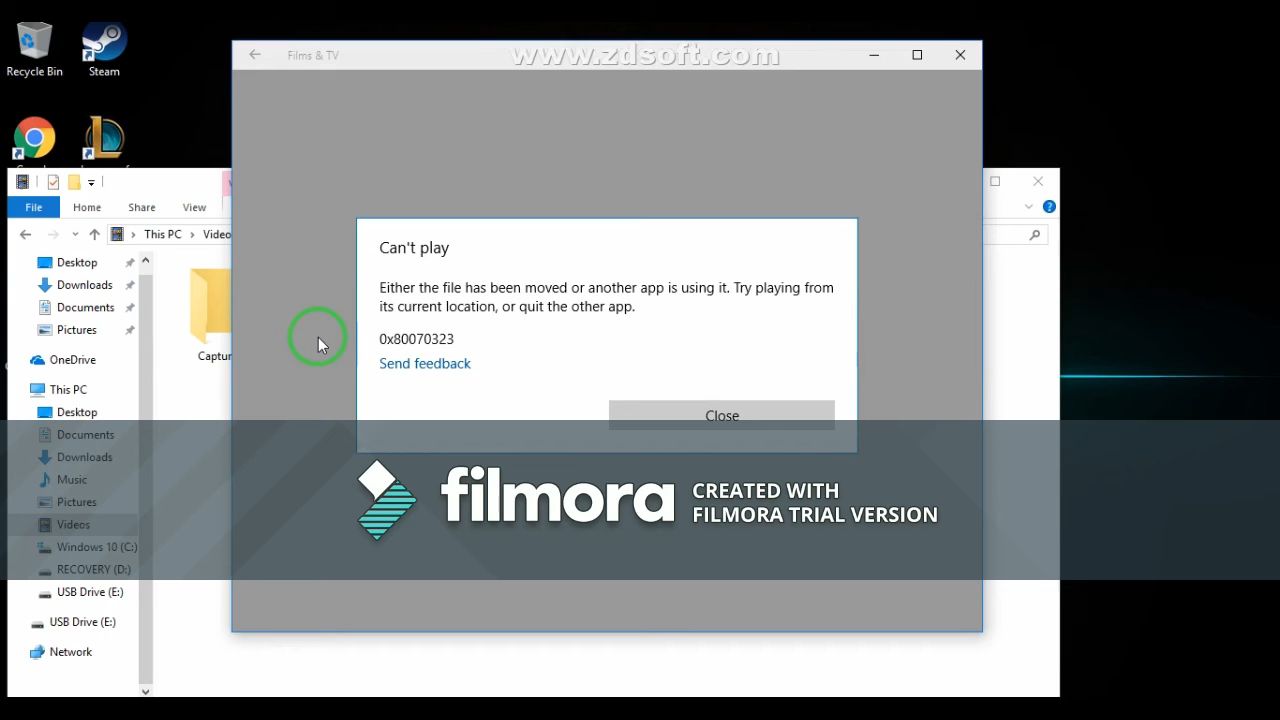 Recycle Bin
Steam
Films & TV
www.zdsoft.com
File
Home
Share
View
This PC
Video
Desktop
Downloads
Documents
Pictures
OneDrive
This PC
Desktop
Documents
Downloads
Music
Pictures
Videos
Windows 10 (C:)
RECOVERY (D:)
USB Drive (E:)
USB Drive (E:)
Network
Captur
Can't play
Either the file has been moved or another app is using it. Try playing from
its current location, or quit the other app.
0x80070323
Send feedback
Close
filmora
CREATED WITH
FILMORA TRIAL VERSION